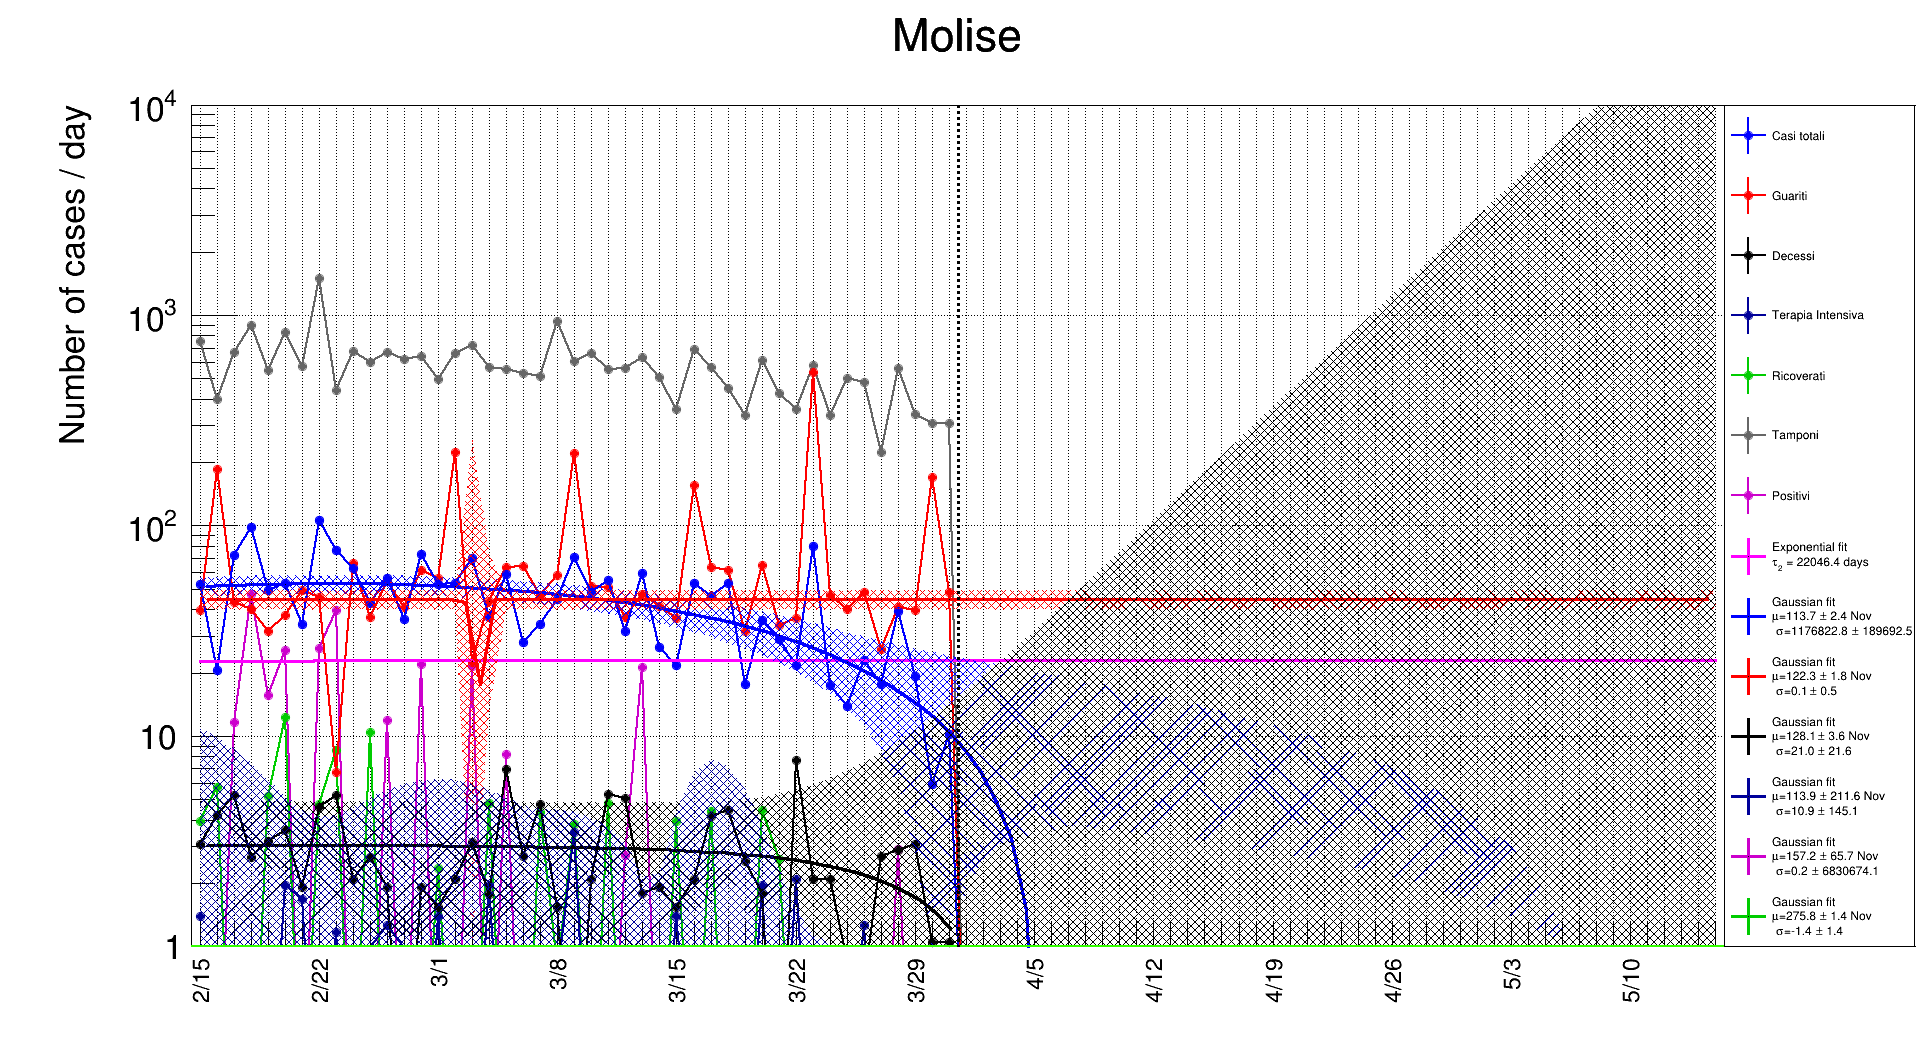 Molise
Number of cases / day
10⁴
10³
10²
10
1
2/15
2/22
3/1
3/8
3/15
3/22
3/29
4/5
4/12
4/19
4/26
5/3
5/10
Casi totali
Guariti
Decessi
Terapia Intensiva
Ricoverati
Tamponi
Positivi
Exponential fit
τ₂ = 22046.4 days
Gaussian fit
μ=113.7 ± 2.4 Nov
σ=1176822.8 ± 189692.5
Gaussian fit
μ=122.3 ± 1.8 Nov
σ=0.1 ± 0.5
Gaussian fit
μ=128.1 ± 3.6 Nov
σ=21.0 ± 21.6
Gaussian fit
μ=113.9 ± 211.6 Nov
σ=10.9 ± 145.1
Gaussian fit
μ=157.2 ± 65.7 Nov
σ=0.2 ± 6830674.1
Gaussian fit
μ=275.8 ± 1.4 Nov
σ=-1.4 ± 1.4